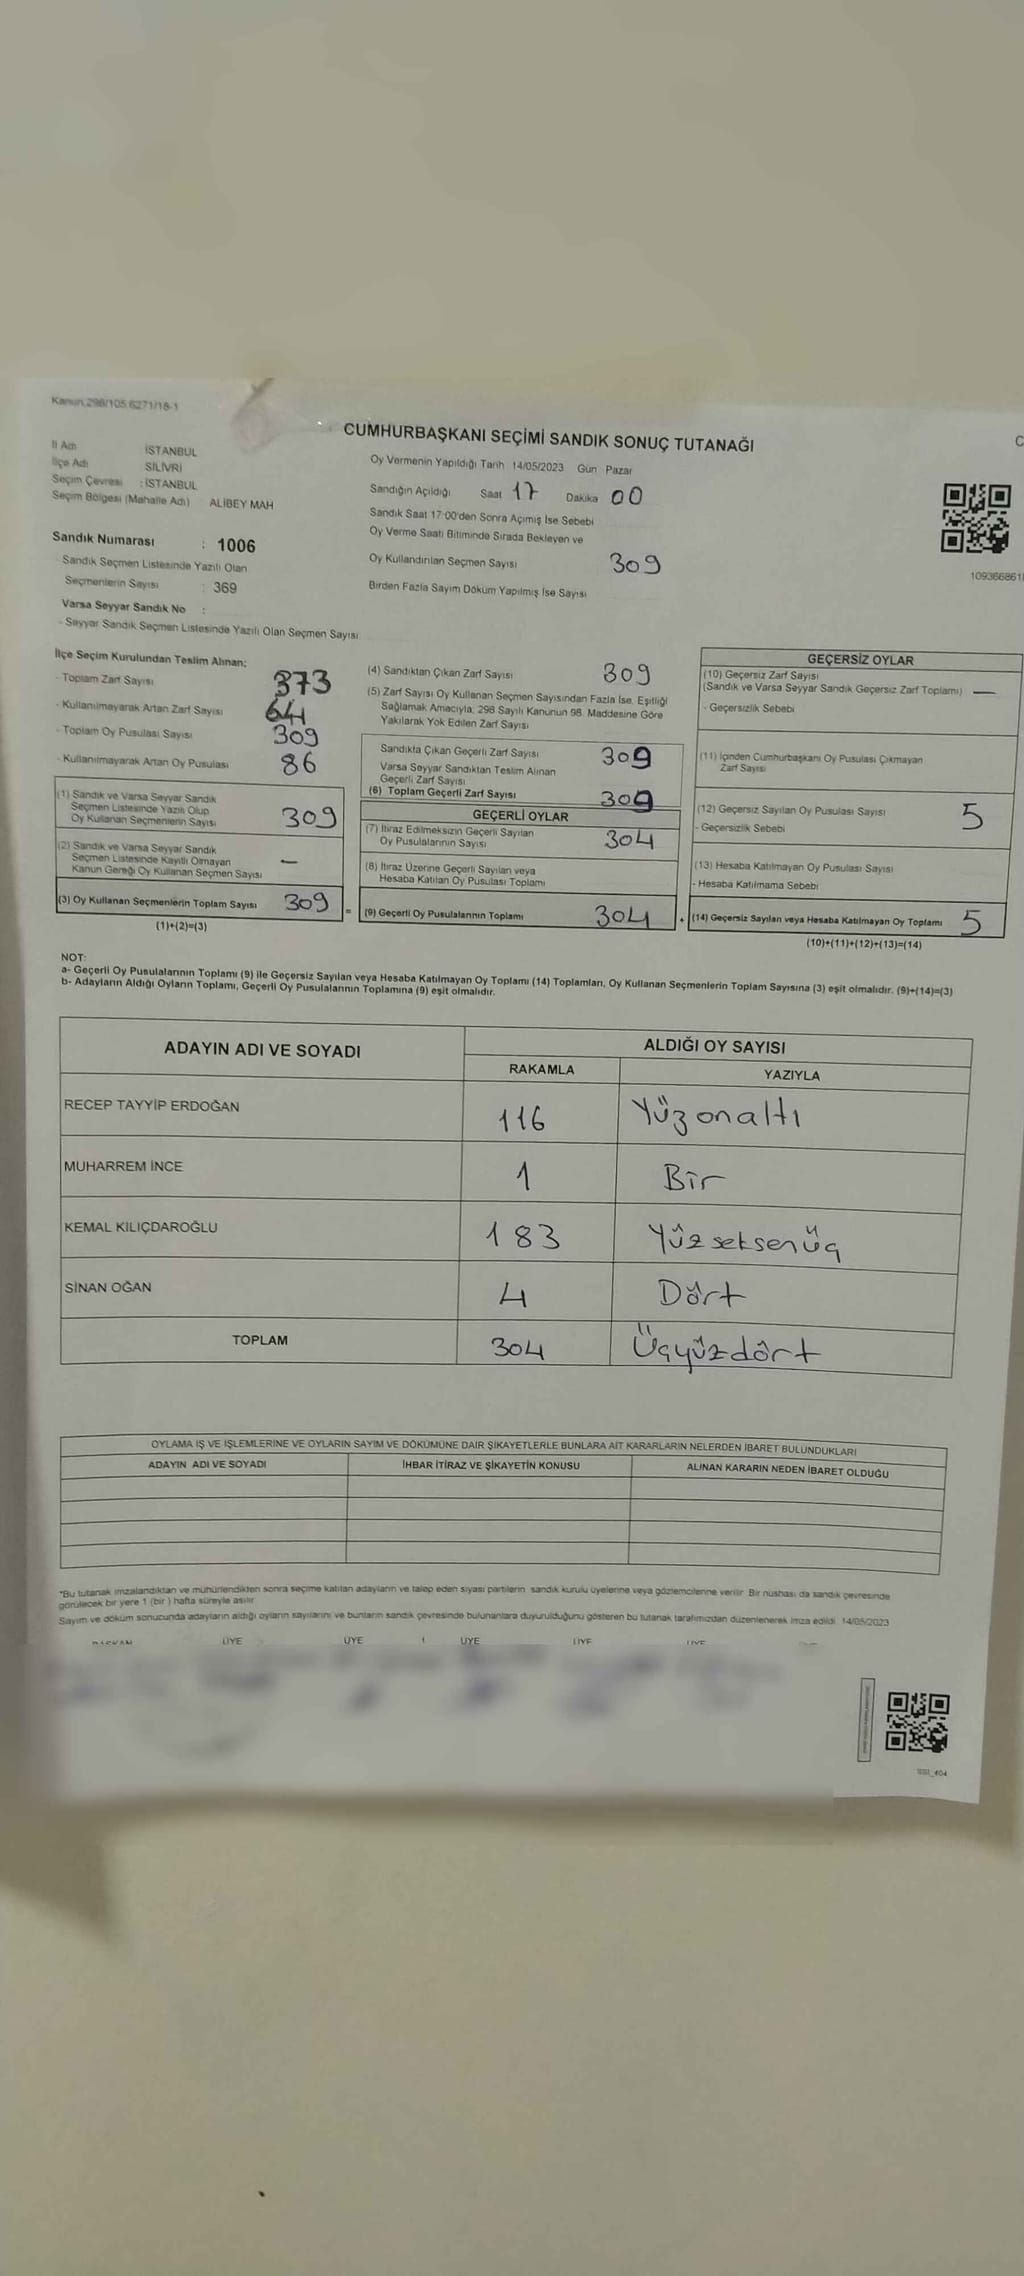 Kanun 298/105 6271/18-1
CUMHURBAŞKANI SEÇİMİ SANDIK SONUÇ TUTANAĞI
C
İl Adı İSTANBUL
İlçe Adı SİLİVRİ
Seçim Çevresi : İSTANBUL
Seçim Bölgesi (Mahalle Adı) ALİBEY MAH
Sandık Numarası : 1006
Sandık Seçmen Listesinde Yazılı Olan
Seçmenlerin Sayısı : 369
Varsa Seyyar Sandık No :
- Seyyar Sandık Seçmen Listesinde Yazılı Olan Seçmen Sayısı
Oy Vermenin Yapıldığı Tarih 14/05/2023 Gün Pazar
Sandığın Açıldığı Saat 17 Dakika 00
Sandık Saat 17:00'den Sonra Açımış İse Sebebi
Oy Verme Saati Bitiminde Sırada Bekleyen ve
Oy Kullandırılan Seçmen Sayısı 309
Birden Fazla Sayım Döküm Yapılmış İse Sayısı
109366861
İlçe Seçim Kurulundan Teslim Alınan;
- Toplam Zarf Sayısı 373
- Kullanılmayarak Artan Zarf Sayısı 64
- Toplam Oy Pusulası Sayısı 309
- Kullanılmayarak Artan Oy Pusulası 86
(1) Sandık ve Varsa Seyyar Sandık
Seçmen Listesinde Yazılı Olup
Oy Kullanan Seçmenlerin Sayısı 309
(2) Sandık ve Varsa Seyyar Sandık
Seçmen Listesinde Kayıtlı Olmayan
Kanun Gereği Oy Kullanan Seçmen Sayısı —
(3) Oy Kullanan Seçmenlerin Toplam Sayısı 309
(1)+(2)=(3)
=
(4) Sandıktan Çıkan Zarf Sayısı 309
(5) Zarf Sayısı Oy Kullanan Seçmen Sayısından Fazla İse, Eşitliği
Sağlamak Amacıyla, 298 Sayılı Kanunun 98. Maddesine Göre
Yakılarak Yok Edilen Zarf Sayısı
Sandıkta Çıkan Geçerli Zarf Sayısı 309
Varsa Seyyar Sandıktan Teslim Alınan
Geçerli Zarf Sayısı
(6) Toplam Geçerli Zarf Sayısı 309
GEÇERLİ OYLAR
(7) İtiraz Edilmeksizin Geçerli Sayılan
Oy Pusulalarının Sayısı 304
(8) İtiraz Üzerine Geçerli Sayılan veya
Hesaba Katılan Oy Pusulası Toplamı
(9) Geçerli Oy Pusulalarının Toplamı 304
+
GEÇERSİZ OYLAR
(10) Geçersiz Zarf Sayısı
(Sandık ve Varsa Seyyar Sandık Geçersiz Zarf Toplamı) —
- Geçersizlik Sebebi
(11) İçinden Cumhurbaşkanı Oy Pusulası Çıkmayan
Zarf Sayısı
(12) Geçersiz Sayılan Oy Pusulası Sayısı 5
- Geçersizlik Sebebi
(13) Hesaba Katılmayan Oy Pusulası Sayısı
- Hesaba Katılmama Sebebi
(14) Geçersiz Sayılan veya Hesaba Katılmayan Oy Toplamı 5
(10)+(11)+(12)+(13)=(14)
NOT:
a- Geçerli Oy Pusulalarının Toplamı (9) ile Geçersiz Sayılan veya Hesaba Katılmayan Oy Toplamı (14) Toplamları, Oy Kullanan Seçmenlerin Toplam Sayısına (3) eşit olmalıdır. (9)+(14)=(3)
b- Adayların Aldığı Oyların Toplamı, Geçerli Oy Pusulalarının Toplamına (9) eşit olmalıdır.
ADAYIN ADI VE SOYADI ALDIĞI OY SAYISI
RAKAMLA YAZIYLA
RECEP TAYYİP ERDOĞAN 116 Yüzonaltı
MUHARREM İNCE 1 Bir
KEMAL KILIÇDAROĞLU 183 Yüzseksenüç
SİNAN OĞAN 4 Dört
TOPLAM 304 Üçyüzdört
OYLAMA İŞ VE İŞLEMLERİNE VE OYLARIN SAYIM VE DÖKÜMÜNE DAİR ŞİKAYETLERLE BUNLARA AİT KARARLARIN NELERDEN İBARET BULUNDUKLARI
ADAYIN ADI VE SOYADI İHBAR İTİRAZ VE ŞİKAYETİN KONUSU ALINAN KARARIN NEDEN İBARET OLDUĞU
*Bu tutanak imzalandıktan ve mühürlendikten sonra seçime katılan adayların ve talep eden siyasi partilerin sandık kurulu üyelerine veya gözlemcilerine verilir. Bir nüshası da sandık çevresinde
görülecek bir yere 1 (bir) hafta süreyle asılır.
Sayım ve döküm sonucunda adayların aldığı oyların sayılarını ve bunların sandık çevresinde bulunanlara duyurulduğunu gösteren bu tutanak tarafımızdan düzenlenerek imza edildi. 14/05/2023
BAŞKAN ÜYE ÜYE ÜYE ÜYE ÜYE
SSI_404